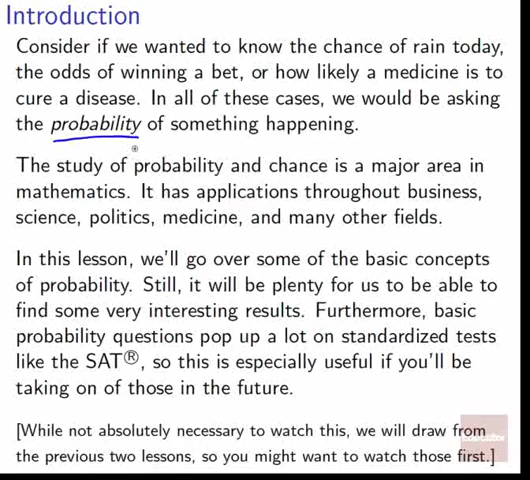 Introduction
Consider if we wanted to know the chance of rain today,
the odds of winning a bet, or how likely a medicine is to
cure a disease. In all of these cases, we would be asking
the probability of something happening.
The study of probability and chance is a major area in
mathematics. It has applications throughout business,
science, politics, medicine, and many other fields.
In this lesson, we'll go over some of the basic concepts
of probability. Still, it will be plenty for us to be able to
find some very interesting results. Furthermore, basic
probability questions pop up a lot on standardized tests
like the SAT®, so this is especially useful if you'll be
taking on of those in the future.
[While not absolutely necessary to watch this, we will draw from
the previous two lessons, so you might want to watch those first.]